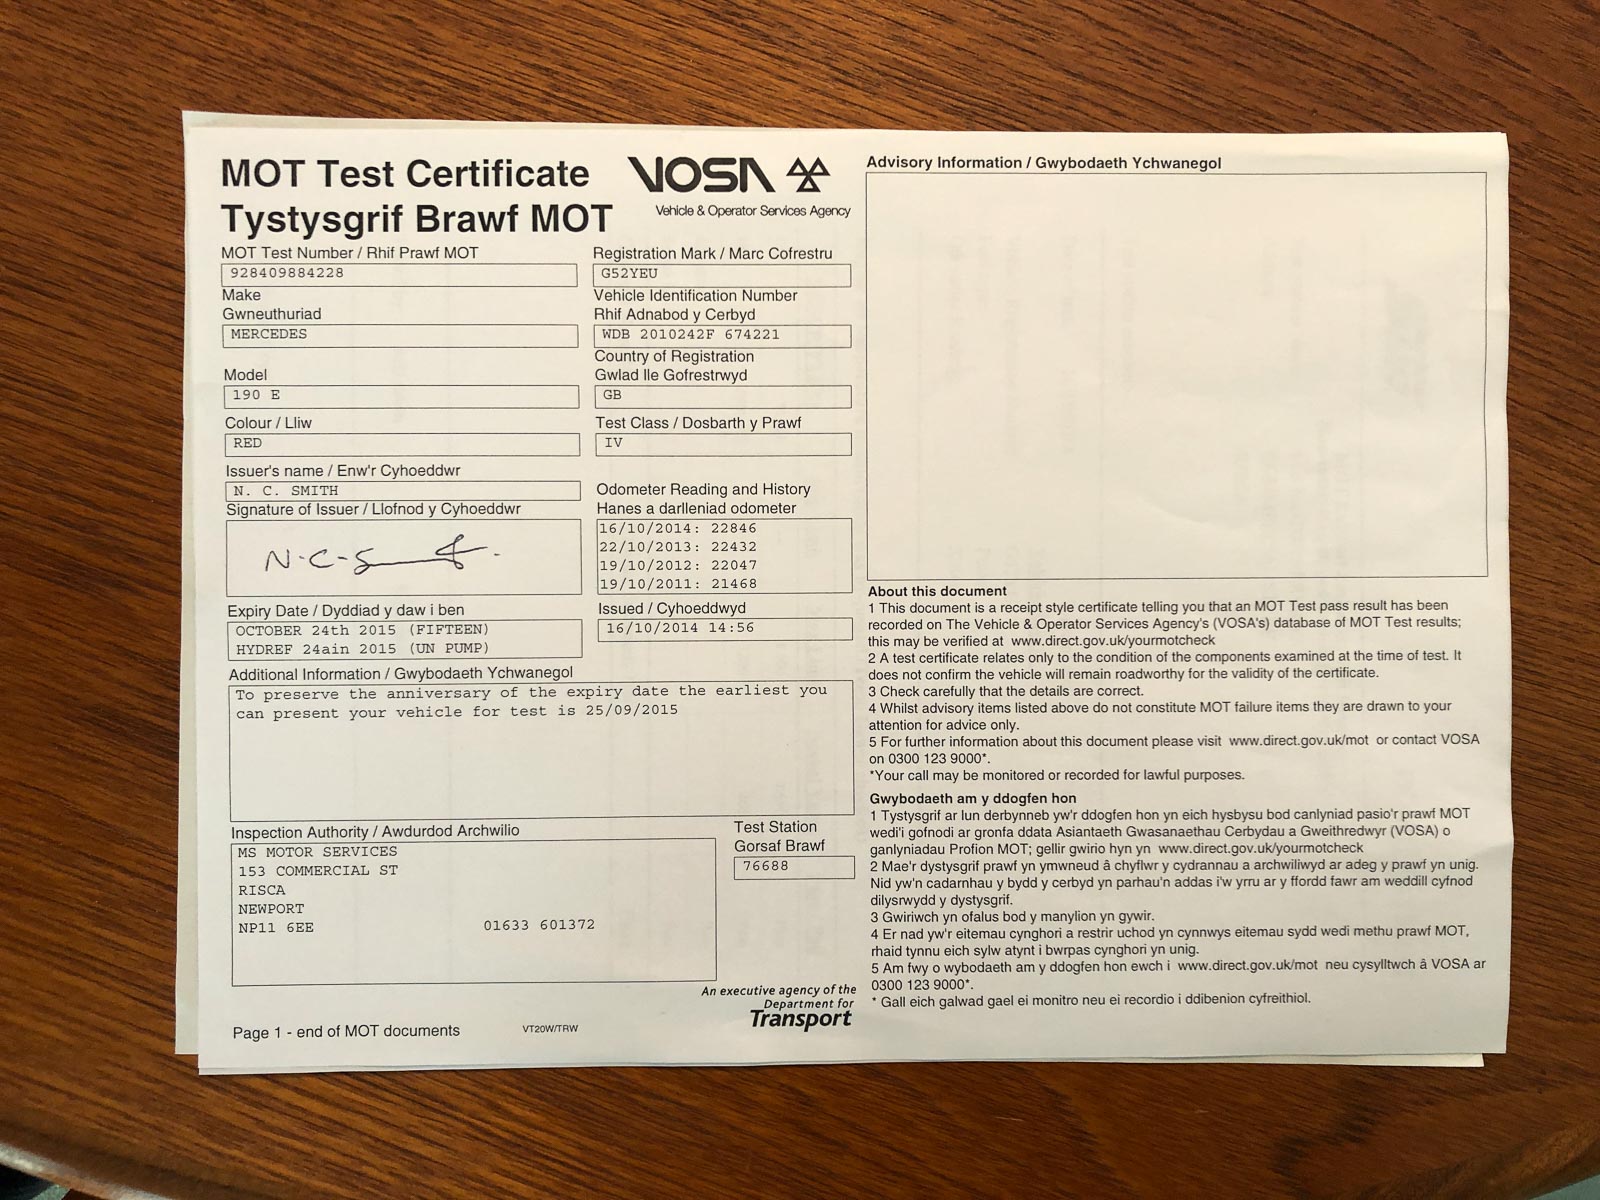 MOT Test Certificate
Tystysgrif Brawf MOT
VOSA
Vehicle & Operator Services Agency
MOT Test Number / Rhif Prawf MOT
928409884228
Registration Mark / Marc Cofrestru
G52YEU
Make
Gwneuthuriad
MERCEDES
Vehicle Identification Number
Rhif Adnabod y Cerbyd
WDB 2010242F 674221
Model
190 E
Country of Registration
Gwlad lle Gofrestrwyd
GB
Colour / Lliw
RED
Test Class / Dosbarth y Prawf
IV
Issuer's name / Enw'r Cyhoeddwr
N. C. SMITH
Signature of Issuer / Llofnod y Cyhoeddwr
N.C-S
Odometer Reading and History
Hanes a darlleniad odometer
16/10/2014: 22846
22/10/2013: 22432
19/10/2012: 22047
19/10/2011: 21468
Expiry Date / Dyddiad y daw i ben
OCTOBER 24th 2015 (FIFTEEN)
HYDREF 24ain 2015 (UN PUMP)
Issued / Cyhoeddwyd
16/10/2014 14:56
Additional Information / Gwybodaeth Ychwanegol
To preserve the anniversary of the expiry date the earliest you
can present your vehicle for test is 25/09/2015
Inspection Authority / Awdurdod Archwilio
MS MOTOR SERVICES
153 COMMERCIAL ST
RISCA
NEWPORT
NP11 6EE 01633 601372
Test Station
Gorsaf Brawf
76688
An executive agency of the
Department for
Transport
Page 1 - end of MOT documents
VT20W/TRW
Advisory Information / Gwybodaeth Ychwanegol
About this document
1 This document is a receipt style certificate telling you that an MOT Test pass result has been
recorded on The Vehicle & Operator Services Agency's (VOSA's) database of MOT Test results;
this may be verified at www.direct.gov.uk/yourmotcheck
2 A test certificate relates only to the condition of the components examined at the time of test. It
does not confirm the vehicle will remain roadworthy for the validity of the certificate.
3 Check carefully that the details are correct.
4 Whilst advisory items listed above do not constitute MOT failure items they are drawn to your
attention for advice only.
5 For further information about this document please visit www.direct.gov.uk/mot or contact VOSA
on 0300 123 9000*.
*Your call may be monitored or recorded for lawful purposes.
Gwybodaeth am y ddogfen hon
1 Tystysgrif ar lun derbynneb yw'r ddogfen hon yn eich hysbysu bod canlyniad pasio'r prawf MOT
wedi'i gofnodi ar gronfa ddata Asiantaeth Gwasanaethau Cerbydau a Gweithredwyr (VOSA) o
ganlyniadau Profion MOT; gellir gwirio hyn yn www.direct.gov.uk/yourmotcheck
2 Mae'r dystysgrif prawf yn ymwneud â chyflwr y cydrannau a archwiliwyd ar adeg y prawf yn unig.
Nid yw'n cadarnhau y bydd y cerbyd yn parhau'n addas i'w yrru ar y ffordd fawr am weddill cyfnod
dilysrwydd y dystysgrif.
3 Gwiriwch yn ofalus bod y manylion yn gywir.
4 Er nad yw'r eitemau cynghori a restrir uchod yn cynnwys eitemau sydd wedi methu prawf MOT,
rhaid tynnu eich sylw atynt i bwrpas cynghori yn unig.
5 Am fwy o wybodaeth am y ddogfen hon ewch i www.direct.gov.uk/mot neu cysylltwch â VOSA ar
0300 123 9000*.
* Gall eich galwad gael ei monitro neu ei recordio i ddibenion cyfreithiol.